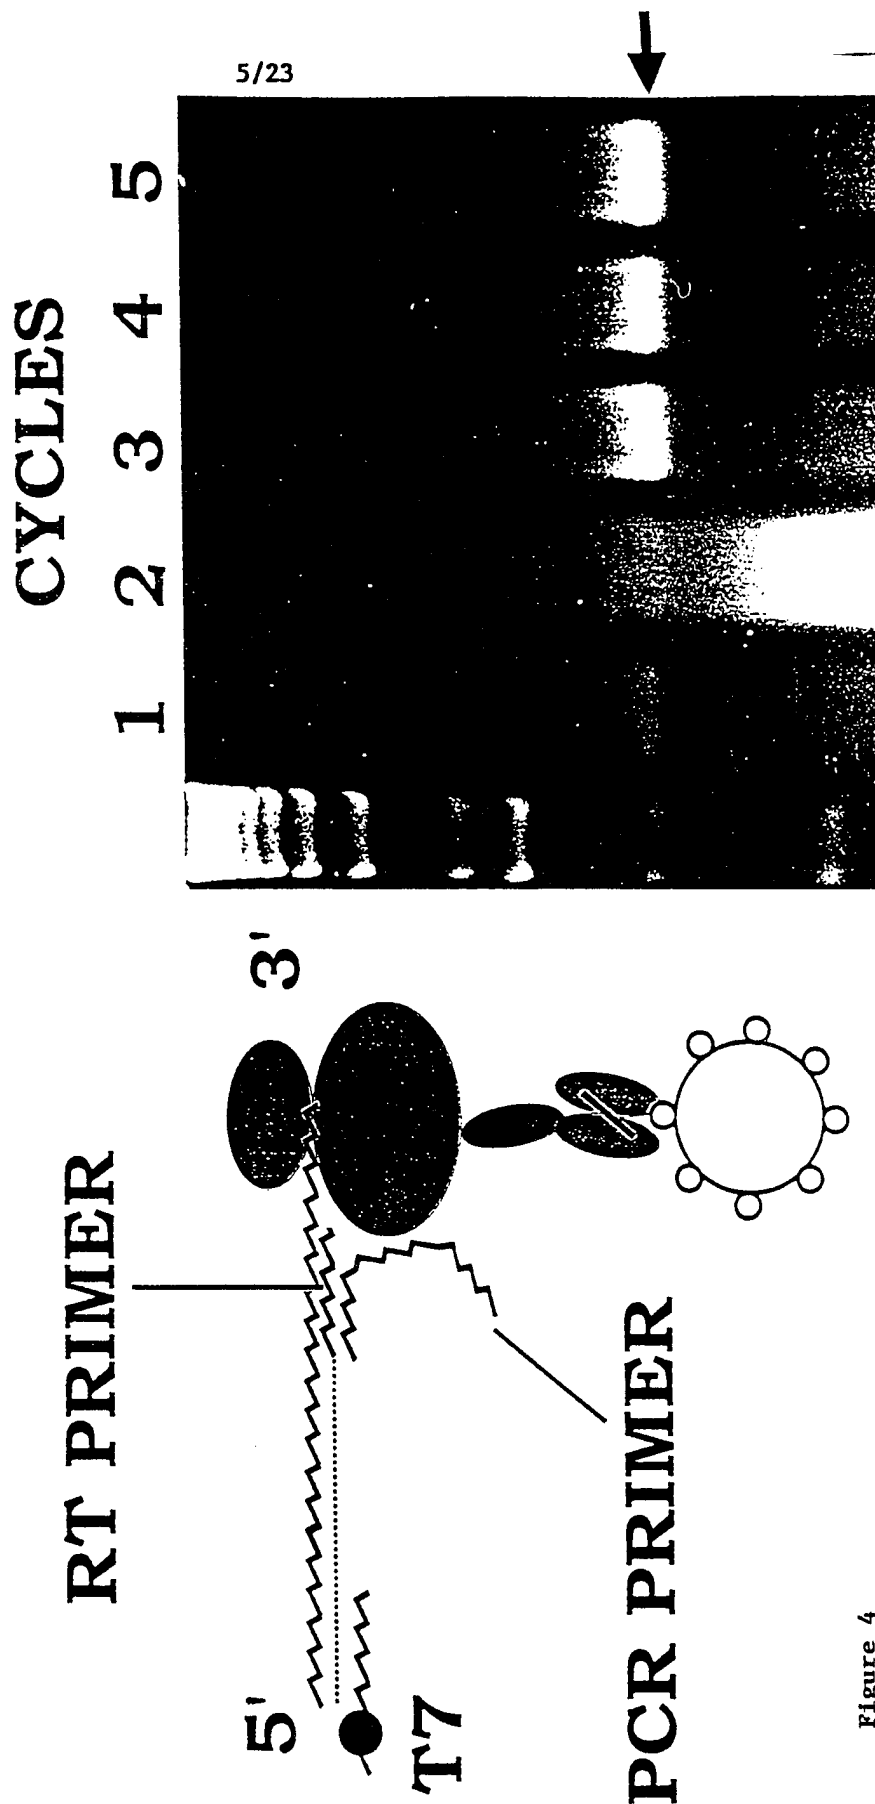 5/23
CYCLES
1 2 3 4 5
RT PRIMER
5' 3'
T7
PCR PRIMER
Figure 4